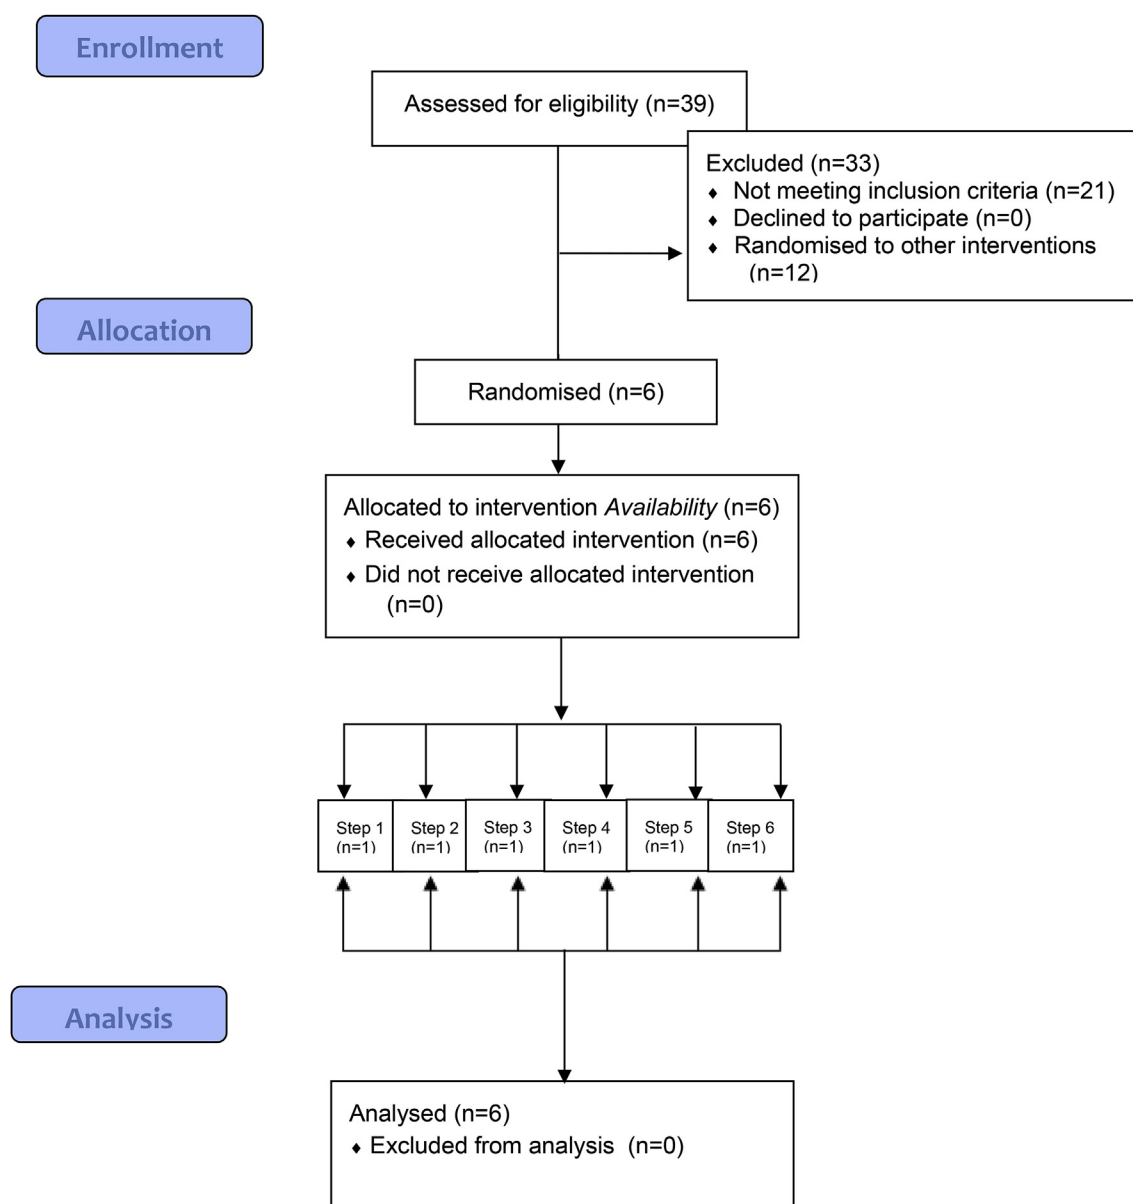 Enrollment
Assessed for eligibility (n=39)
Excluded (n=33)
♦ Not meeting inclusion criteria (n=21)
♦ Declined to participate (n=0)
♦ Randomised to other interventions
(n=12)
Allocation
Randomised (n=6)
Allocated to intervention Availability (n=6)
♦ Received allocated intervention (n=6)
♦ Did not receive allocated intervention
(n=0)
Step 1
(n=1)
Step 2
(n=1)
Step 3
(n=1)
Step 4
(n=1)
Step 5
(n=1)
Step 6
(n=1)
Analysis
Analysed (n=6)
♦ Excluded from analysis (n=0)